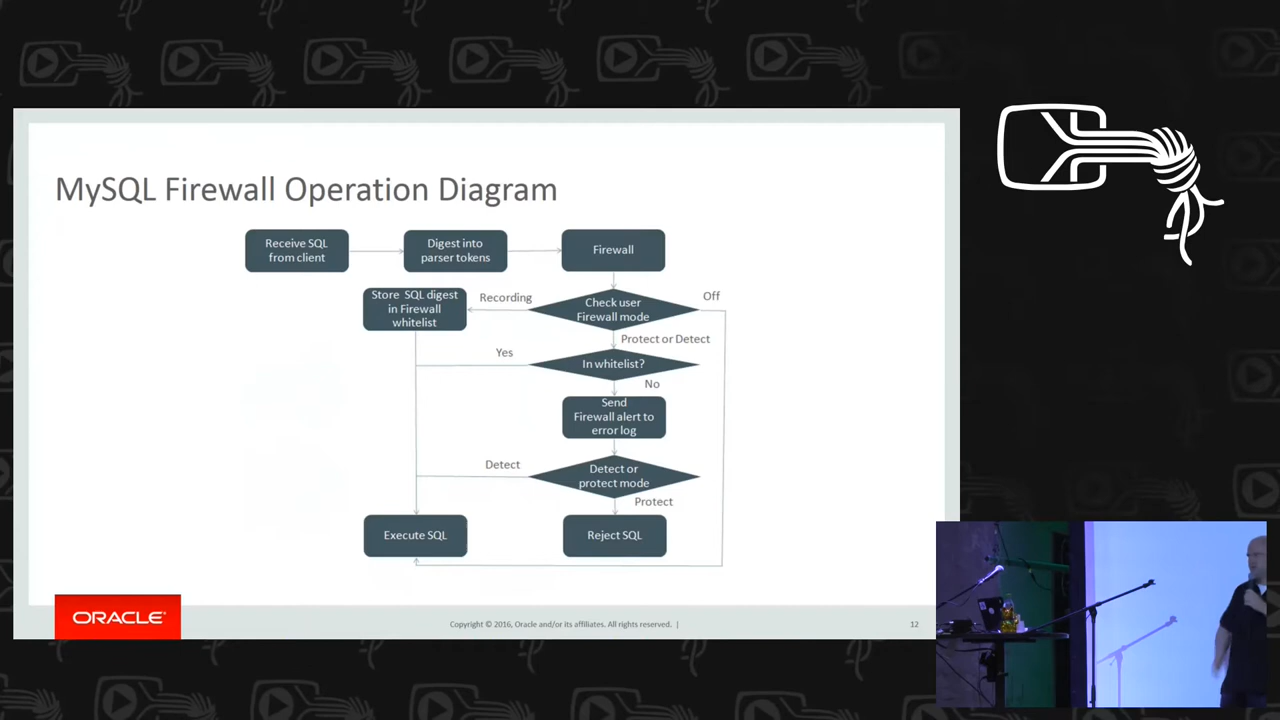 MySQL Firewall Operation Diagram
Receive SQL
from client
Digest into
parser tokens
Firewall
Store SQL digest
in Firewall
whitelist
Recording
Check user
Firewall mode
Off
Protect or Detect
Yes
In whitelist?
No
Send
Firewall alert to
error log
Detect
Detect or
protect mode
Protect
Execute SQL
Reject SQL
ORACLE
Copyright © 2016, Oracle and/or its affiliates. All rights reserved. |
12